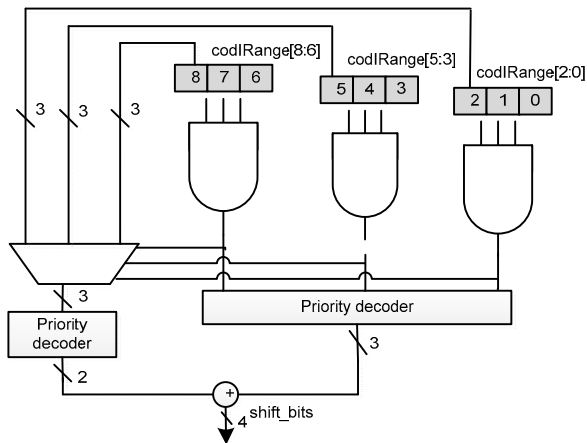 codIRange[8:6]
codIRange[5:3]
codIRange[2:0]
8 7 6
5 4 3
2 1 0
3
3
3
3
Priority decoder
Priority
decoder
3
2
+
shift_bits
4